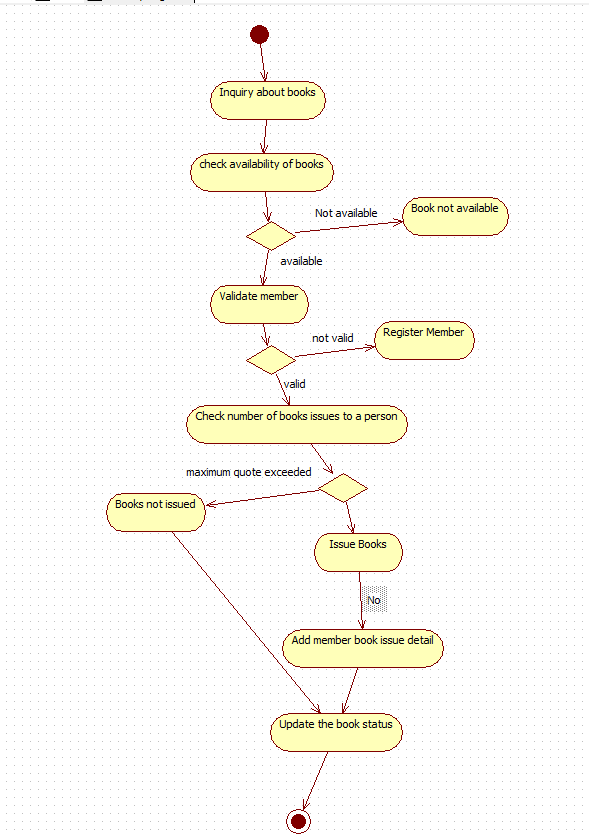 Inquiry about books
check availability of books
Not available
Book not available
available
Validate member
not valid
Register Member
valid
Check number of books issues to a person
maximum quote exceeded
Books not issued
Issue Books
No
Add member book issue detail
Update the book status